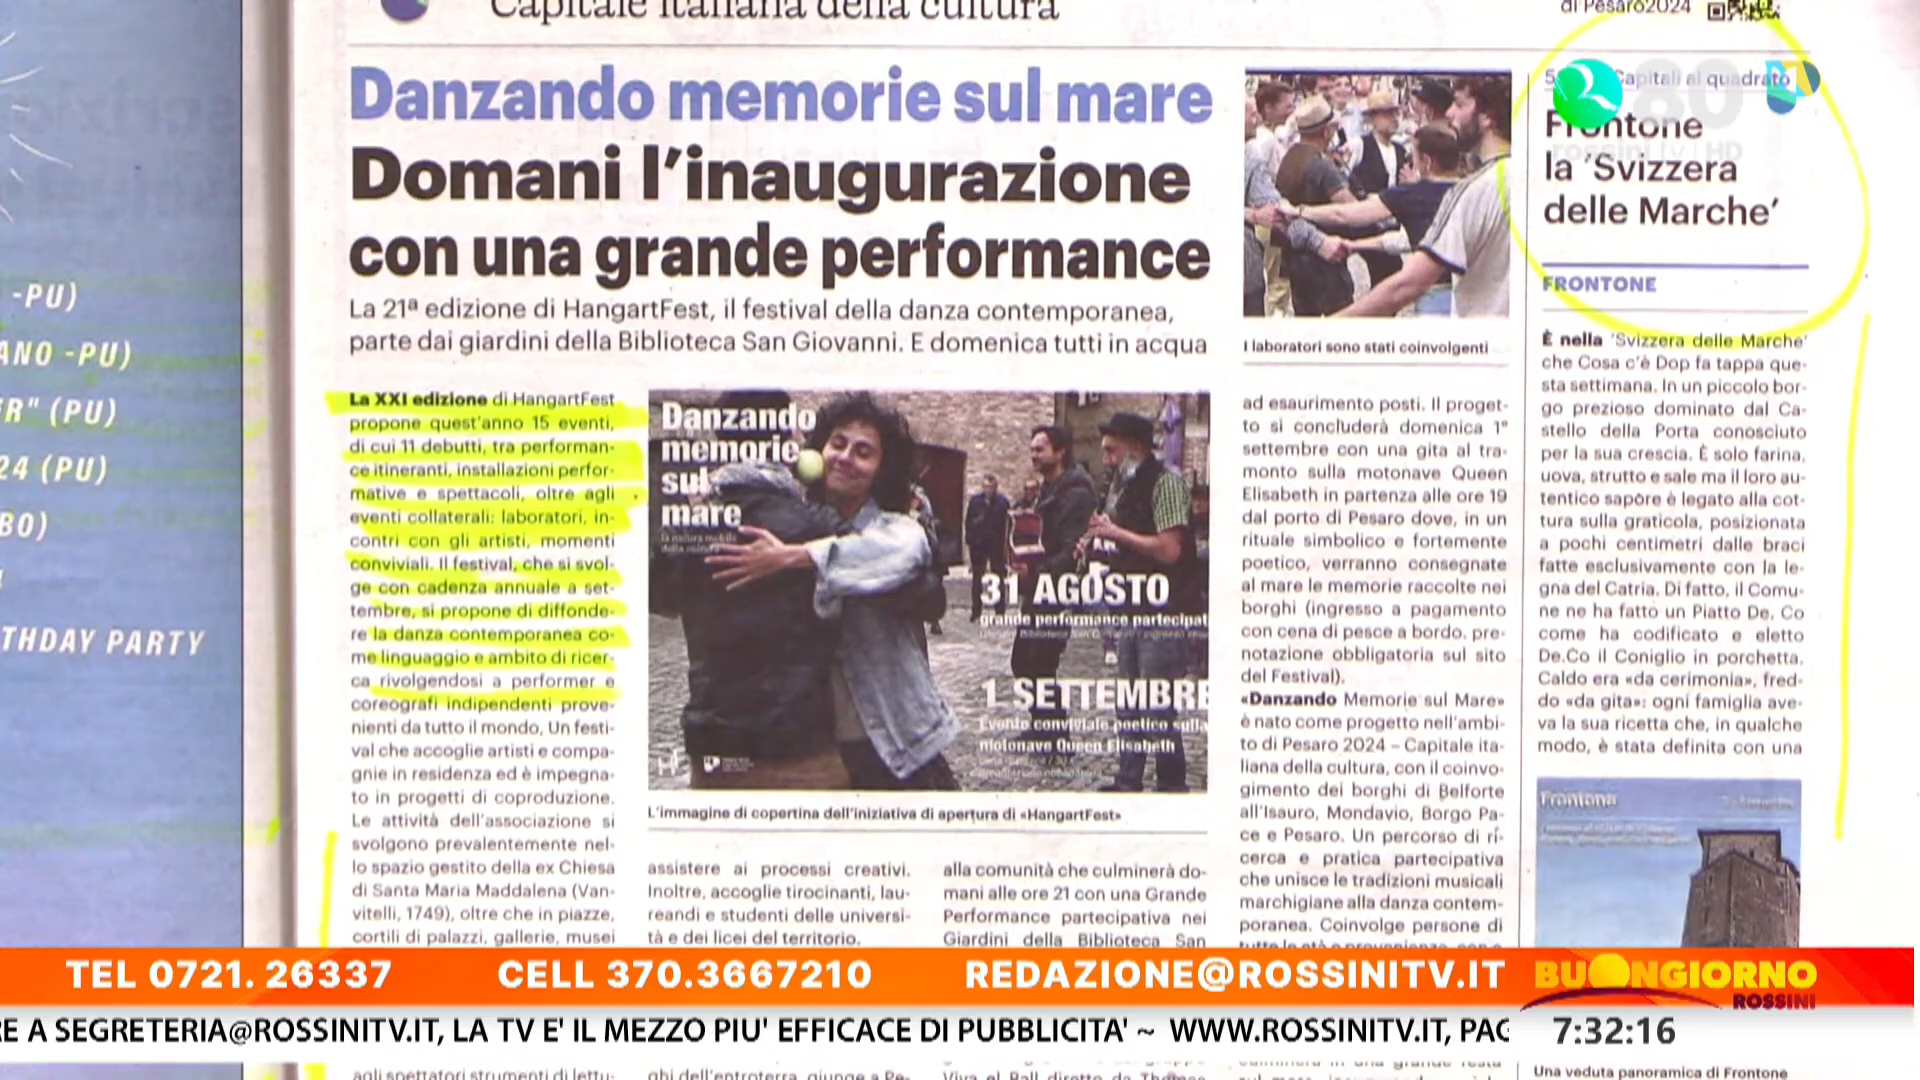 Capitale italiana della cultura
di Pesaro2024
Danzando memorie sul mare
Domani l'inaugurazione
con una grande performance
La 21ª edizione di HangartFest, il festival della danza contemporanea,
parte dai giardini della Biblioteca San Giovanni. E domenica tutti in acqua
La XXI edizione di HangartFest
propone quest'anno 15 eventi,
di cui 11 debutti, tra performan-
ce itineranti, installazioni perfor-
mative e spettacoli, oltre agli
eventi collaterali: laboratori, in-
contri con gli artisti, momenti
conviviali. Il festival, che si svol-
ge con cadenza annuale a set-
tembre, si propone di diffonde-
re la danza contemporanea co-
me linguaggio e ambito di ricer-
ca rivolgendosi a performer e
coreografi indipendenti prove-
nienti da tutto il mondo, Un festi-
val che accoglie artisti e compa-
gnie in residenza ed è impegna-
to in progetti di coproduzione.
Le attività dell'associazione si
svolgono prevalentemente nel-
lo spazio gestito della ex Chiesa
di Santa Maria Maddalena (Van-
vitelli, 1749), oltre che in piazze,
cortili di palazzi, gallerie, musei
agli spettatori strumenti di lettu-
Danzando
memorie
sul
mare
31 AGOSTO
grande performance partecipat
1 SETTEMBRE
Evento conviviale poetico sulla
motonave Queen Elisabeth
L'immagine di copertina dell'iniziativa di apertura di «HangartFest»
assistere ai processi creativi.
Inoltre, accoglie tirocinanti, lau-
reandi e studenti delle universi-
tà e dei licei del territorio.
ghi dell'entroterra, giunge a Pe-
alla comunità che culminerà do-
mani alle ore 21 con una Grande
Performance partecipativa nei
Giardini della Biblioteca San
Viva el Ball diretto da
I laboratori sono stati coinvolgenti
ad esaurimento posti. Il proget-
to si concluderà domenica 1°
settembre con una gita al tra-
monto sulla motonave Queen
Elisabeth in partenza alle ore 19
dal porto di Pesaro dove, in un
rituale simbolico e fortemente
poetico, verranno consegnate
al mare le memorie raccolte nei
borghi (ingresso a pagamento
con cena di pesce a bordo, pre-
notazione obbligatoria sul sito
del Festival).
«Danzando Memorie sul Mare»
è nato come progetto nell'ambi-
to di Pesaro 2024 – Capitale ita-
liana della cultura, con il coinvo-
gimento dei borghi di Belforte
all'Isauro, Mondavio, Borgo Pa-
ce e Pesaro. Un percorso di ri-
cerca e pratica partecipativa
che unisce le tradizioni musicali
marchigiane alla danza contem-
poranea. Coinvolge persone di
Capitali al quadrato
Frontone
la 'Svizzera
delle Marche'
FRONTONE
È nella 'Svizzera delle Marche'
che Cosa c'è Dop fa tappa que-
sta settimana. In un piccolo bor-
go prezioso dominato dal Ca-
stello della Porta conosciuto
per la sua crescia. È solo farina,
uova, strutto e sale ma il loro au-
tentico sapore è legato alla cot-
tura sulla graticola, posizionata
a pochi centimetri dalle braci
fatte esclusivamente con la le-
gna del Catria. Di fatto, il Comu-
ne ne ha fatto un Piatto De. Co
come ha codificato e eletto
De.Co il Coniglio in porchetta.
Caldo era «da cerimonia», fred-
do «da gita»: ogni famiglia ave-
va la sua ricetta che, in qualche
modo, è stata definita con una
Frontone
Una veduta panoramica di Frontone
80
rossini tv HD
-PU)
ANO -PU)
R" (PU)
24 (PU)
BO)
THDAY PARTY
TEL 0721. 26337 CELL 370.3667210 REDAZIONE@ROSSINITV.IT
BUONGIORNO
ROSSINI
RE A SEGRETERIA@ROSSINITV.IT, LA TV E' IL MEZZO PIU' EFFICACE DI PUBBLICITA' ~ WWW.ROSSINITV.IT, PAG
7:32:16